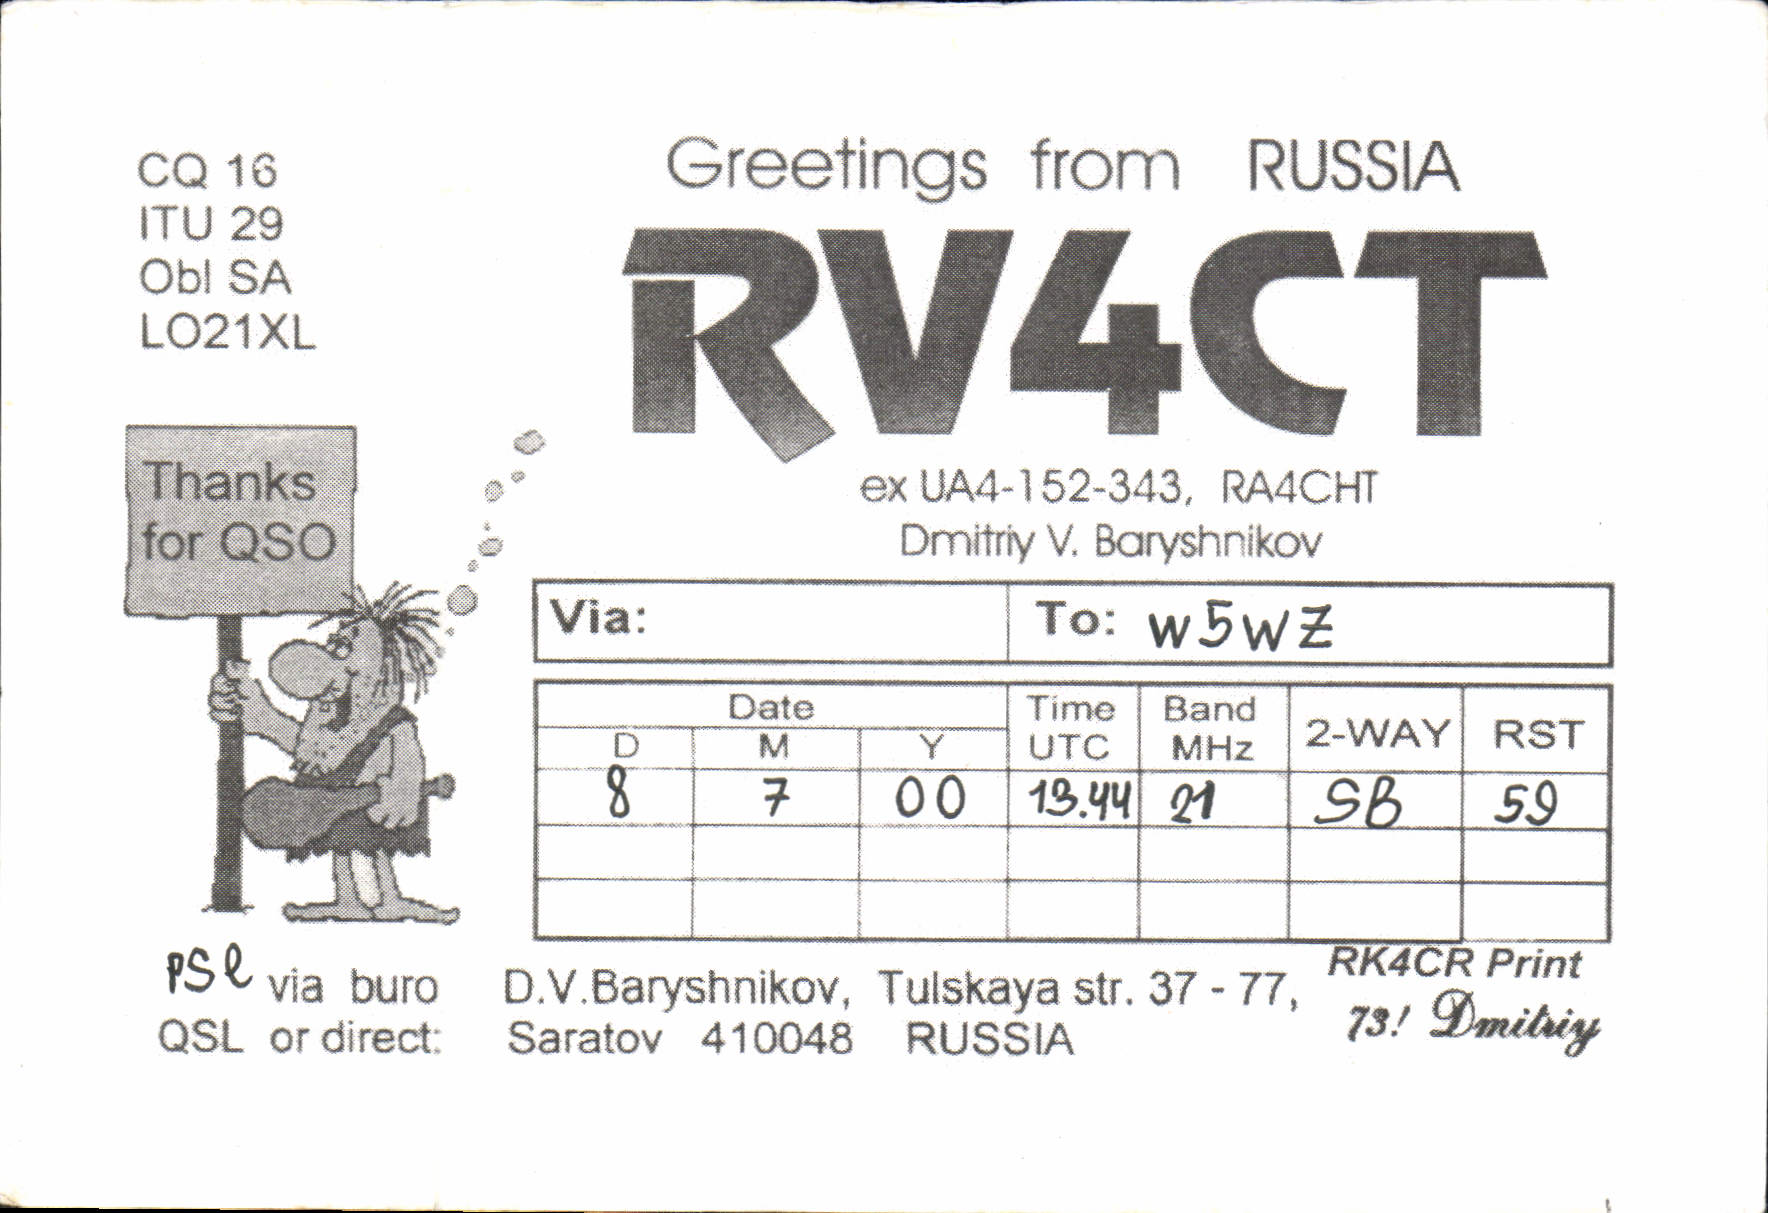 CQ 16
ITU 29
Obl SA
LO21XL
Greetings from RUSSIA
RV4CT
ex UA4-152-343, RA4CHT
Dmitriy V. Baryshnikov
Thanks
for QSO
Via: To: W5WZ
Date Time UTC Band MHz 2-WAY RST
D M Y
8 7 00 13.44 21 SB 59
PSE via buro D.V.Baryshnikov, Tulskaya str. 37 - 77,
QSL or direct: Saratov 410048 RUSSIA
RK4CR Print
73! Dmitriy